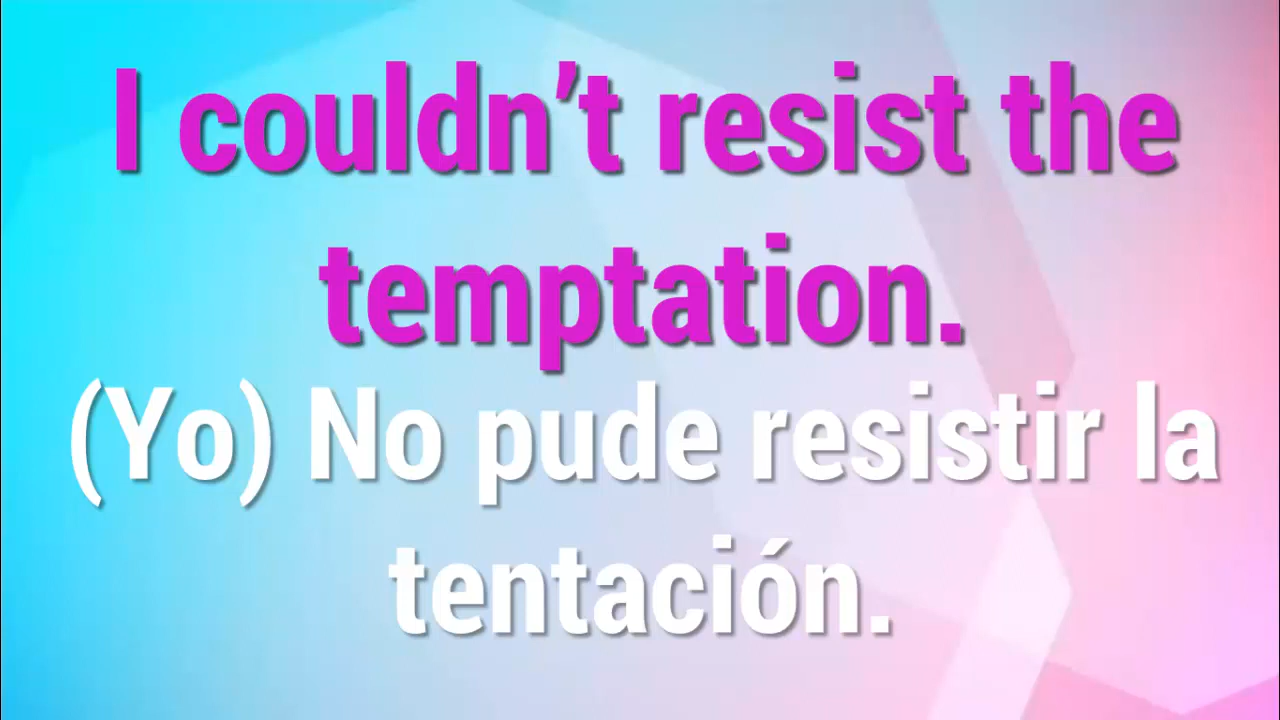 I couldn’t resist the
temptation.
(Yo) No pude resistir la
tentación.